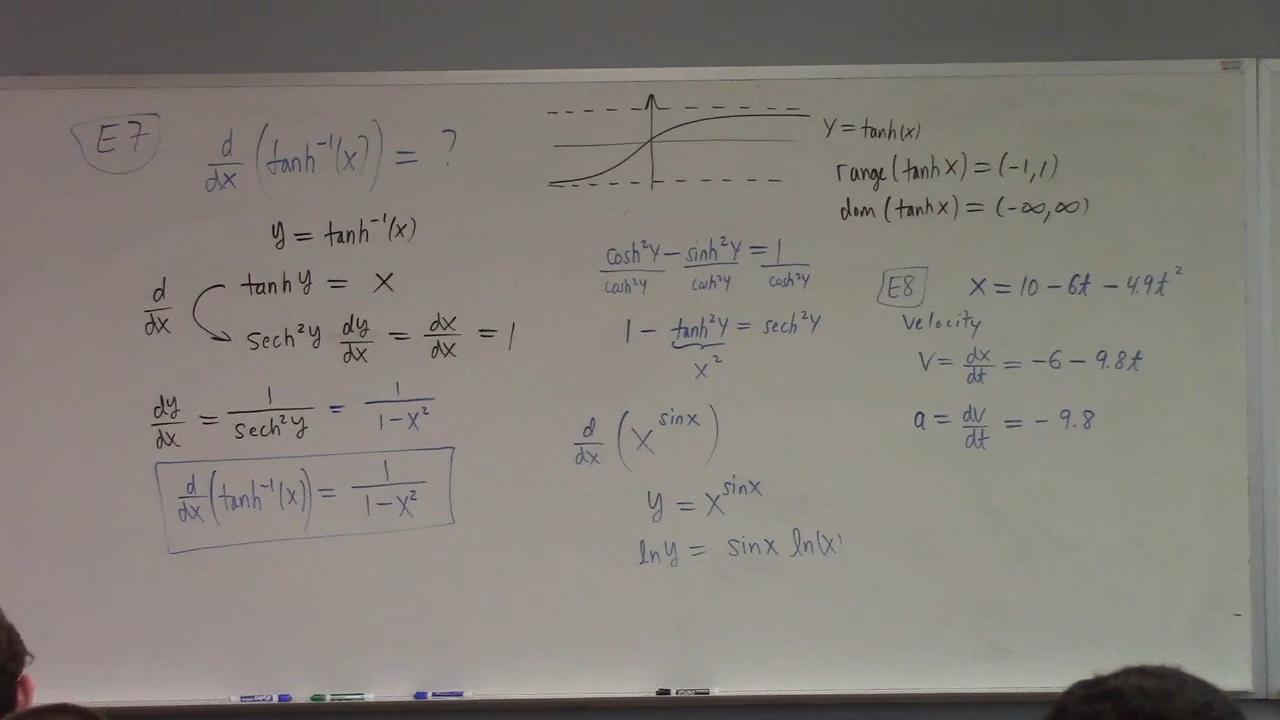 E7 d/dx (tanh⁻¹(x)) = ?
y = tanh⁻¹(x)
d/dx tanh y = x
sech²y dy/dx = dx/dx = 1
dy/dx = 1/sech²y = 1/(1-x²)
d/dx (tanh⁻¹(x)) = 1/(1-x²)
y = tanh(x)
range (tanh x) = (-1, 1)
dom (tanh x) = (-∞, ∞)
cosh²y/cosh²y - sinh²y/cosh²y = 1/cosh²y
1 - tanh²y = sech²y
x²
d/dx (x^sinx)
y = x^sinx
ln y = sinx ln(x)
E8 x = 10 - 6t - 4.9t²
Velocity
v = dx/dt = -6 - 9.8t
a = dv/dt = -9.8